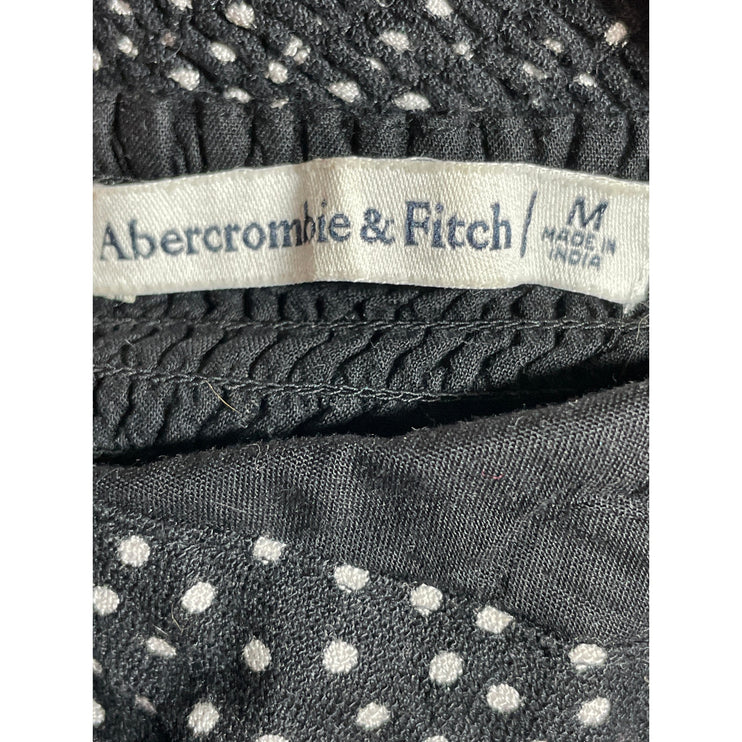 Abercrombie & Fitch / M
MADE IN
INDIA